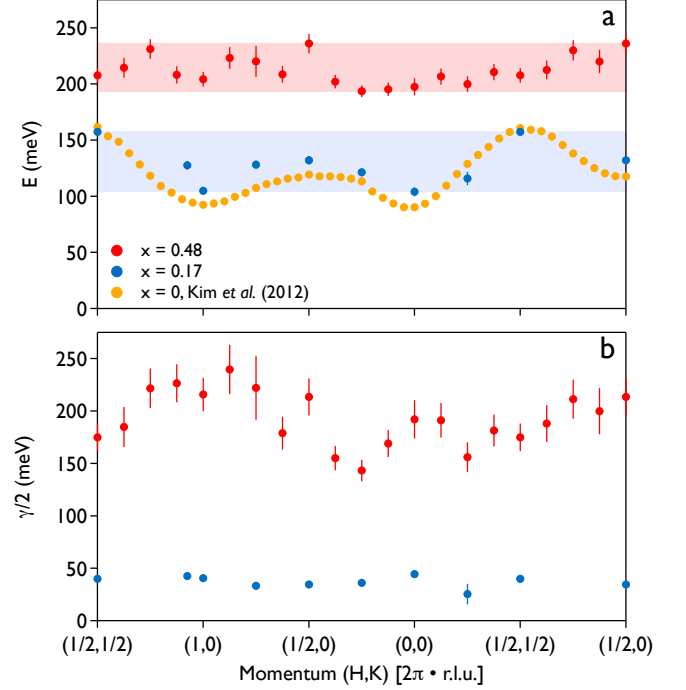 a
250
200
150
100
50
0
E (meV)
x = 0.48
x = 0.17
x = 0, Kim et al. (2012)
b
250
200
150
100
50
0
γ/2 (meV)
(1/2,1/2) (1,0) (1/2,0) (0,0) (1/2,1/2) (1/2,0)
Momentum (H,K) [2π • r.l.u.]